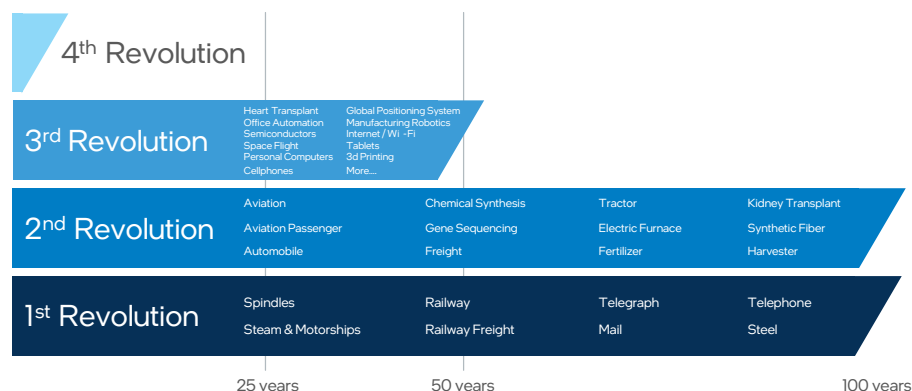 4th Revolution
3rd Revolution
Heart Transplant Global Positioning System
Office Automation Manufacturing Robotics
Semiconductors Internet / Wi -Fi
Space Flight Tablets
Personal Computers 3d Printing
Cellphones More....
2nd Revolution
Aviation Chemical Synthesis Tractor Kidney Transplant
Aviation Passenger Gene Sequencing Electric Furnace Synthetic Fiber
Automobile Freight Fertilizer Harvester
1st Revolution
Spindles Railway Telegraph Telephone
Steam & Motorships Railway Freight Mail Steel
25 years 50 years 100 years